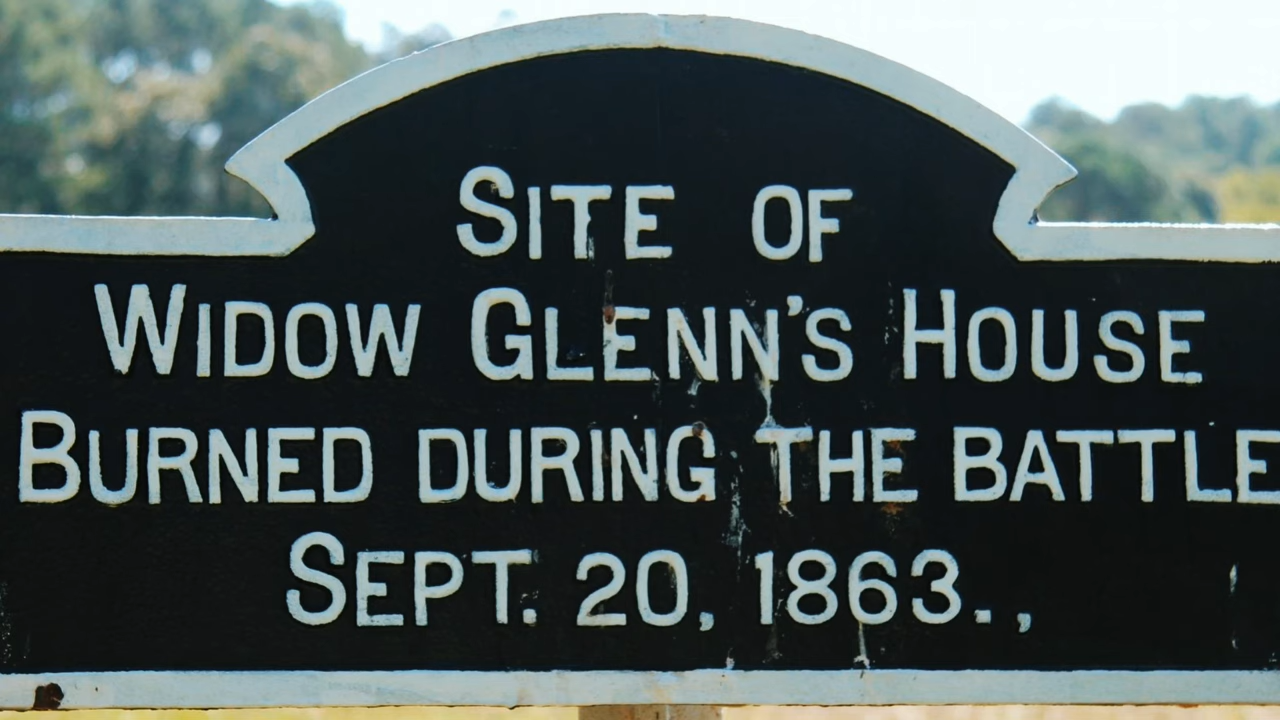 Site of
Widow Glenn's House
Burned during the Battle
Sept. 20, 1863. ,